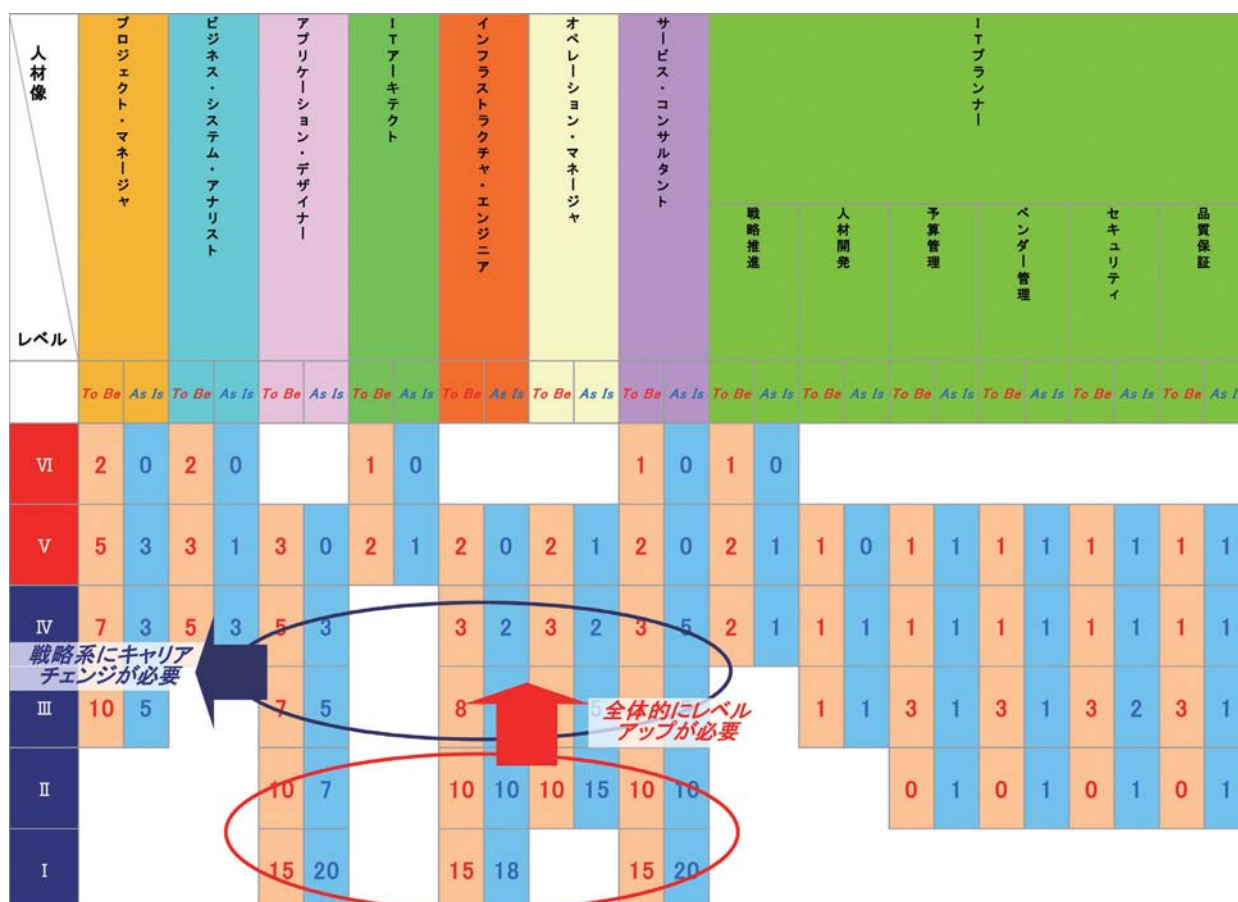 人材像
レベル
プロジェクト・マネージャ
ビジネス・システム・アナリスト
アプリケーション・デザイナー
ITアーキテクト
インフラストラクチャ・エンジニア
オペレーション・マネージャ
サービス・コンサルタント
ITプランナー
戦略推進
人材開発
予算管理
ベンダー管理
セキュリティ
品質保証
To Be As Is To Be As Is To Be As Is To Be As Is To Be As Is To Be As Is To Be As Is To Be As Is To Be As Is To Be As Is To Be As Is To Be As Is To Be As I
VI 2 0 2 0 1 0 1 0 1 0
V 5 3 3 1 3 0 2 1 2 0 2 1 2 0 2 1 1 0 1 1 1 1 1 1 1 1
IV 7 3 5 3 5 3 3 2 3 2 3 5 2 1 1 1 1 1 1 1 1 1 1 1
戦略系にキャリア
チェンジが必要
III 10 5 7 5 8 5 1 1 3 1 3 1 3 2 3 1
全体的にレベル
アップが必要
II 10 7 10 10 10 15 10 10 0 1 0 1 0 1 0 1
I 15 20 15 18 15 20